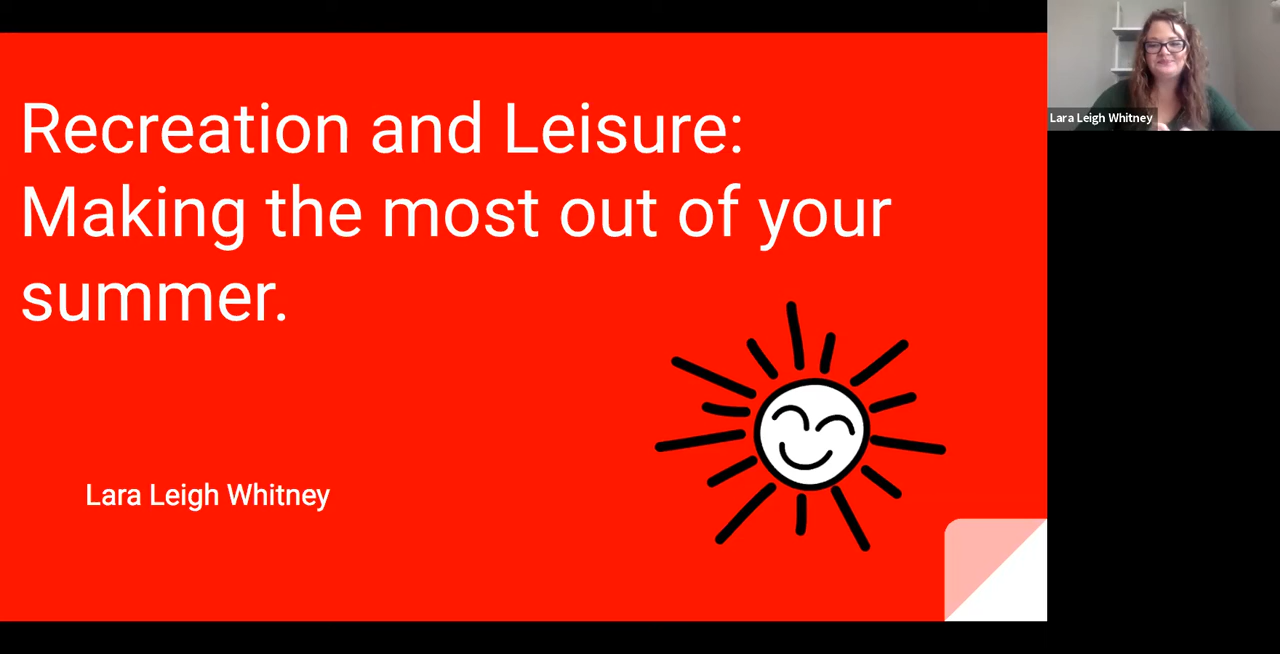 Recreation and Leisure:
Making the most out of your
summer.
Lara Leigh Whitney
Lara Leigh Whitney